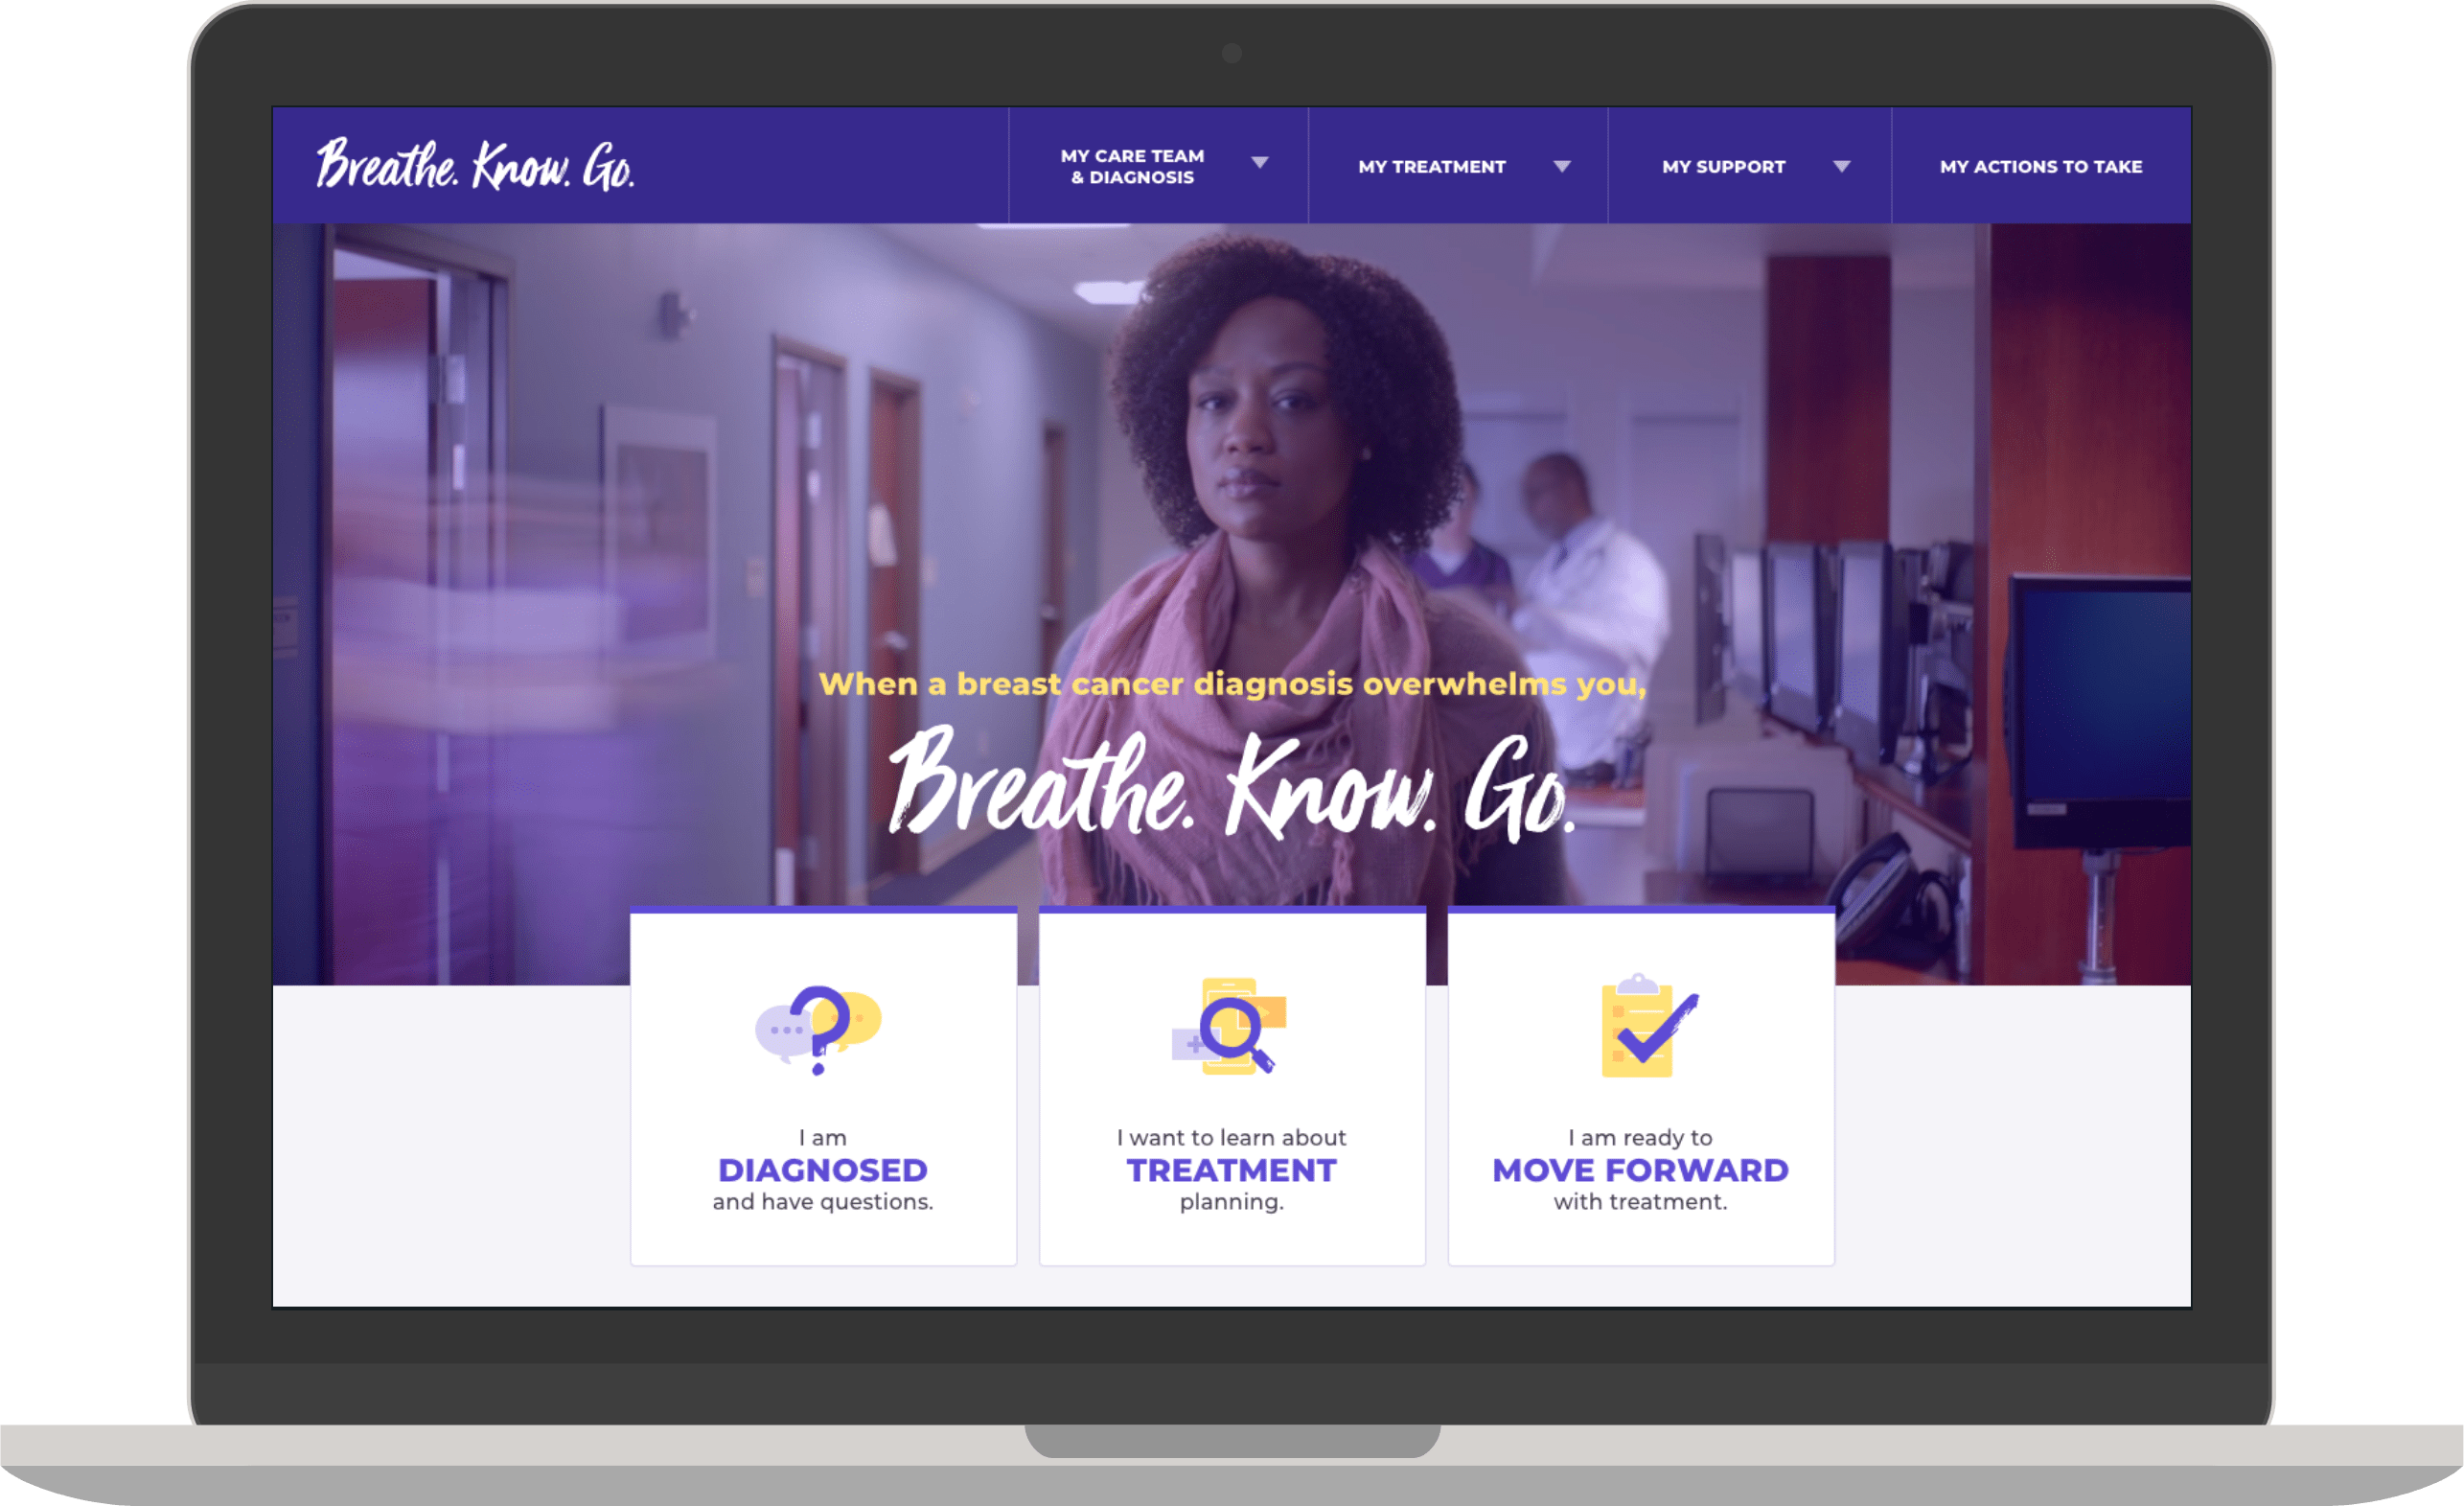 Breathe. Know. Go.
MY CARE TEAM
& DIAGNOSIS
MY TREATMENT
MY SUPPORT
MY ACTIONS TO TAKE
When a breast cancer diagnosis overwhelms you,
Breathe. Know. Go.
I am
DIAGNOSED
and have questions.
I want to learn about
TREATMENT
planning.
I am ready to
MOVE FORWARD
with treatment.